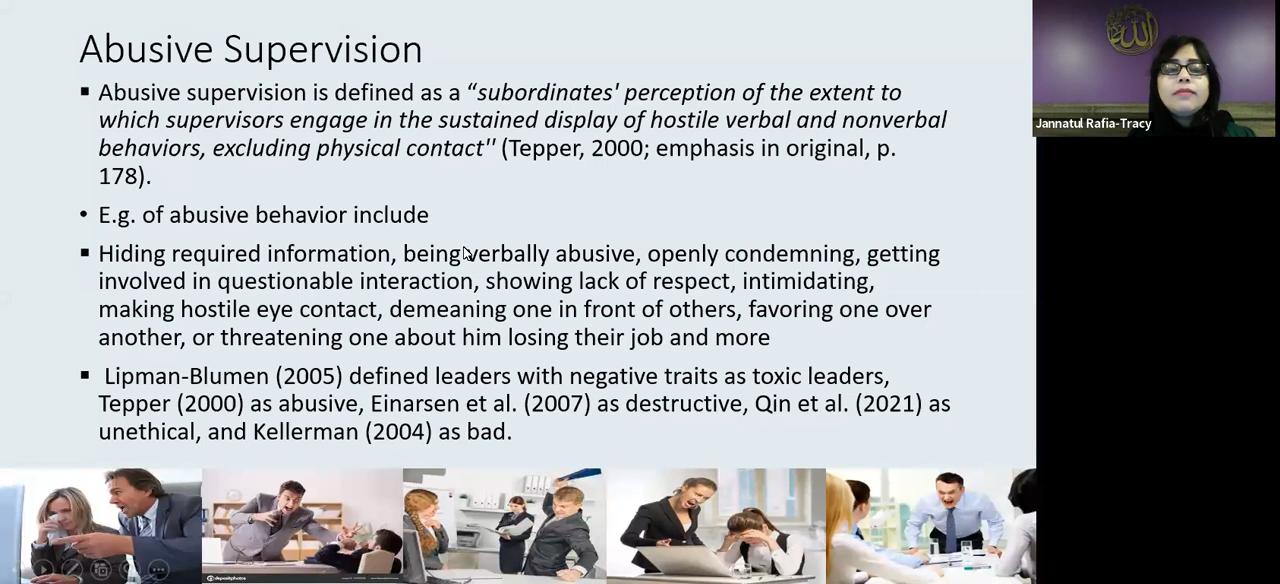 Abusive Supervision
▪ Abusive supervision is defined as a “subordinates' perception of the extent to
which supervisors engage in the sustained display of hostile verbal and nonverbal
behaviors, excluding physical contact'' (Tepper, 2000; emphasis in original, p.
178).
• E.g. of abusive behavior include
▪ Hiding required information, being verbally abusive, openly condemning, getting
involved in questionable interaction, showing lack of respect, intimidating,
making hostile eye contact, demeaning one in front of others, favoring one over
another, or threatening one about him losing their job and more
▪ Lipman-Blumen (2005) defined leaders with negative traits as toxic leaders,
Tepper (2000) as abusive, Einarsen et al. (2007) as destructive, Qin et al. (2021) as
unethical, and Kellerman (2004) as bad.
depositphotos
الله
Jannatul Rafia-Tracy